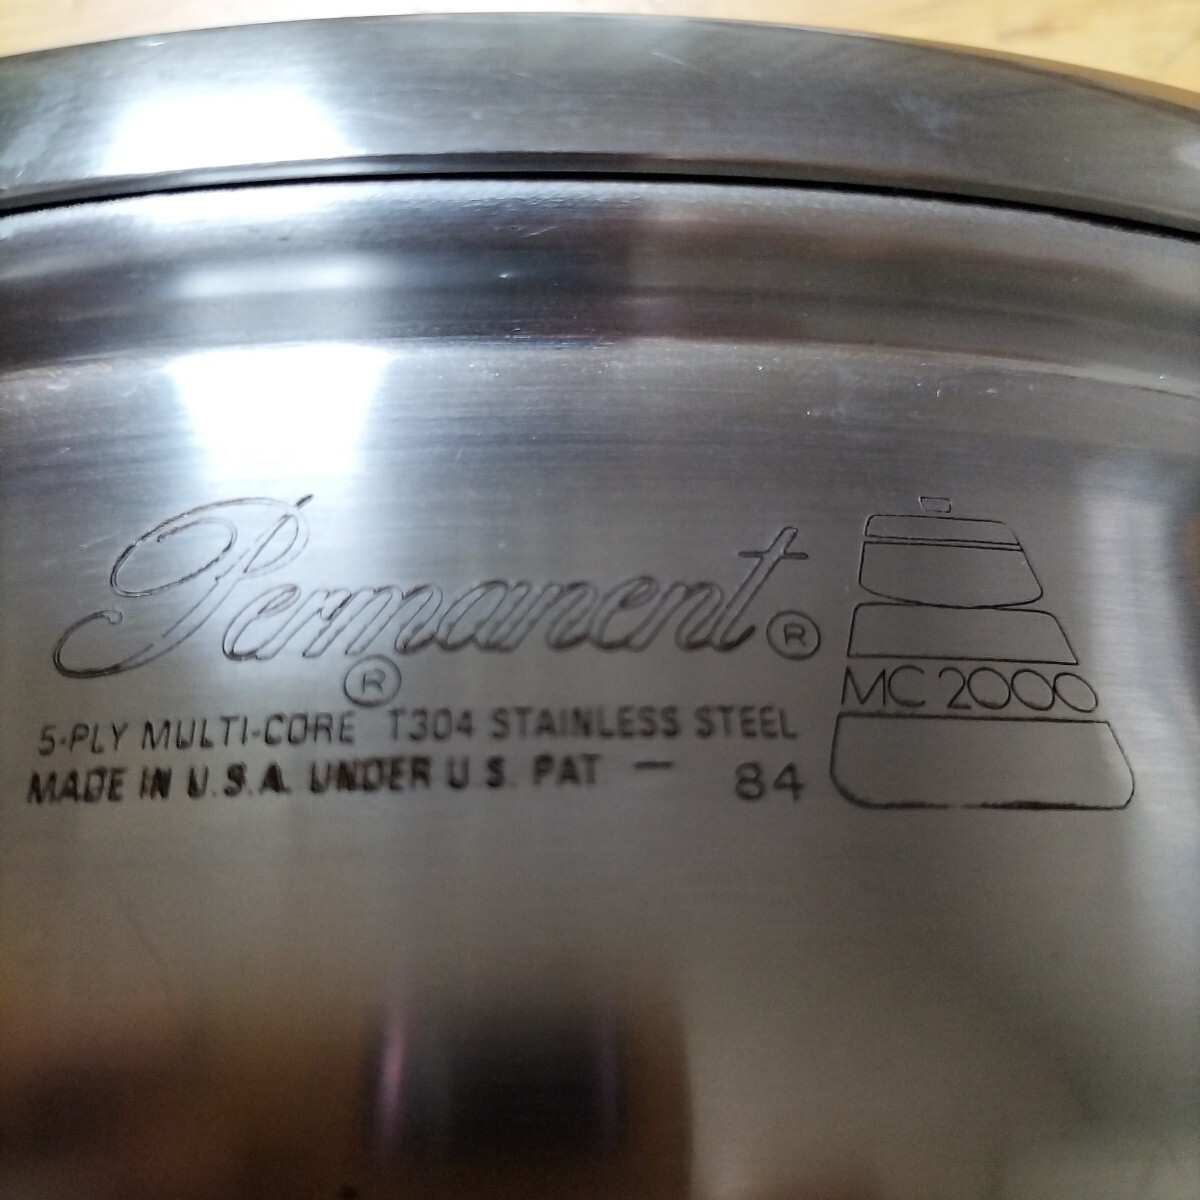 Permanent®
®
5-PLY MULTI-CORE T304 STAINLESS STEEL
MADE IN U.S.A. UNDER U S. PAT — 84
MC 2000